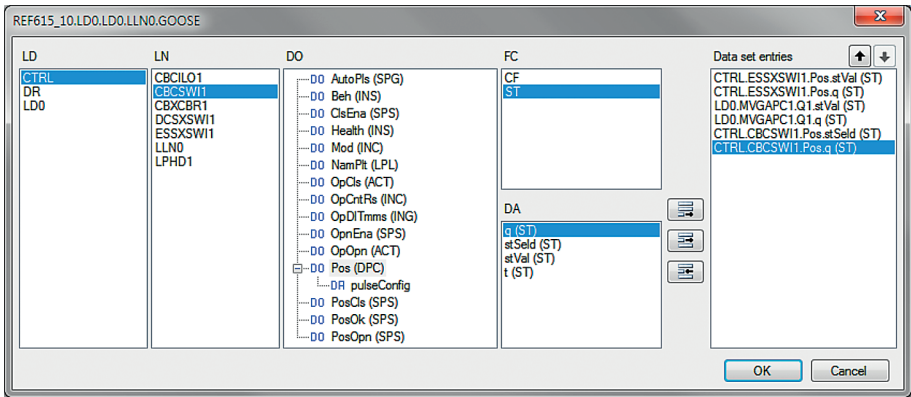 REF615_10.LD0.LD0.LLN0.GOOSE
LD
CTRL
DR
LD0
LN
CBCILO1
CBCSWI1
CBXCBR1
DCSXSWI1
ESSXSWI1
LLN0
LPHD1
DO
DO AutoPls (SPG)
DO Beh (INS)
DO ClsEna (SPS)
DO Health (INS)
DO Mod (INC)
DO NamPlt (LPL)
DO OpCls (ACT)
DO OpCntRs (INC)
DO OpDlTmms (ING)
DO OpnEna (SPS)
DO OpOpn (ACT)
DO Pos (DPC)
DA pulseConfig
DO PosCls (SPS)
DO PosOk (SPS)
DO PosOpn (SPS)
FC
CF
ST
DA
q (ST)
stSeld (ST)
stVal (ST)
t (ST)
Data set entries
CTRL.ESSXSWI1.Pos.stVal (ST)
CTRL.ESSXSWI1.Pos.q (ST)
LD0.MVGAPC1.Q1.stVal (ST)
LD0.MVGAPC1.Q1.q (ST)
CTRL.CBCSWI1.Pos.stSeld (ST)
CTRL.CBCSWI1.Pos.q (ST)
OK
Cancel